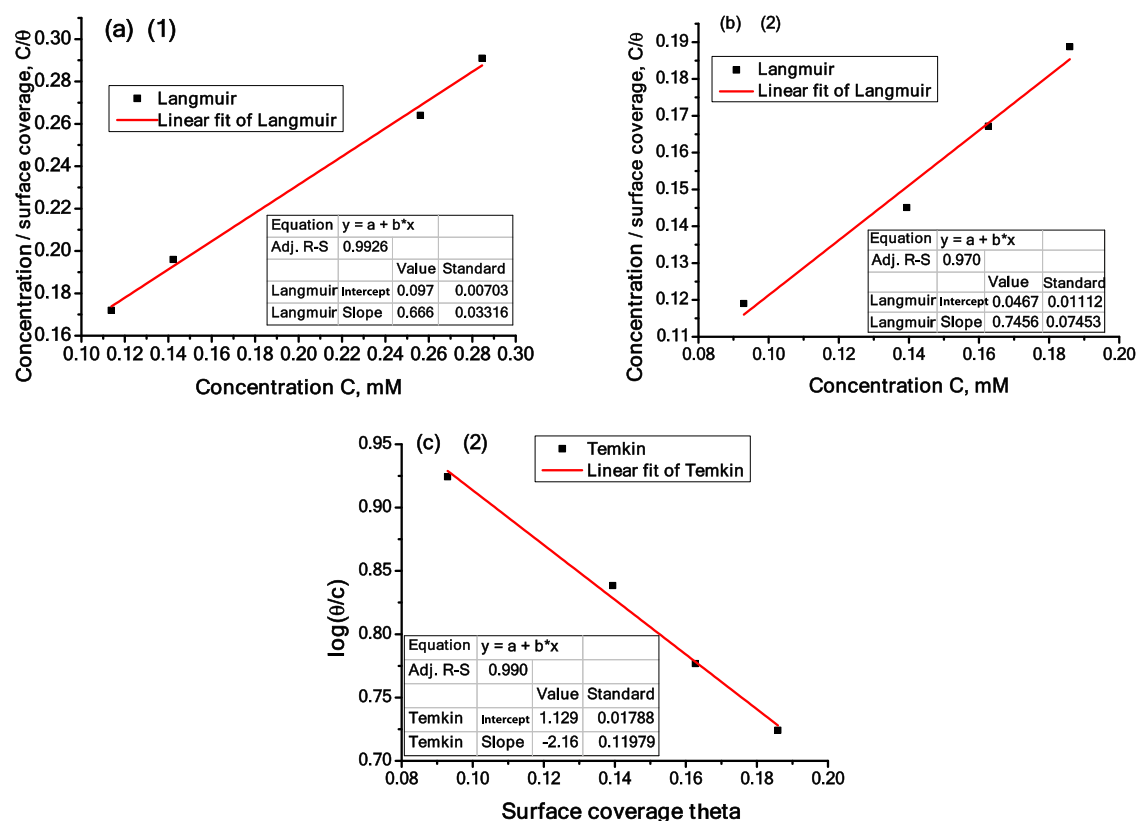 (a) (1)
Concentration / surface coverage, C/θ
0.30
0.28
0.26
0.24
0.22
0.20
0.18
0.16
Langmuir
Linear fit of Langmuir
Equation y = a + b*x
Adj. R-S 0.9926
Value Standard
Langmuir Intercept 0.097 0.00703
Langmuir Slope 0.666 0.03316
0.10 0.12 0.14 0.16 0.18 0.20 0.22 0.24 0.26 0.28 0.30
Concentration C, mM
(b) (2)
Concentration / surface coverage, C/θ
0.19
0.17
0.16
0.15
0.14
0.12
0.11
Langmuir
Linear fit of Langmuir
Equation y = a + b*x
Adj. R-S 0.970
Value Standard
Langmuir Intercept 0.0467 0.01112
Langmuir Slope 0.7456 0.07453
0.08 0.10 0.12 0.14 0.16 0.18 0.20
Concentration C, mM
(c) (2)
log(θ/c)
0.95
0.90
0.85
0.80
0.75
0.70
Temkin
Linear fit of Temkin
Equation y = a + b*x
Adj. R-S 0.990
Value Standard
Temkin Intercept 1.129 0.01788
Temkin Slope -2.16 0.11979
0.08 0.10 0.12 0.14 0.16 0.18 0.20
Surface coverage theta